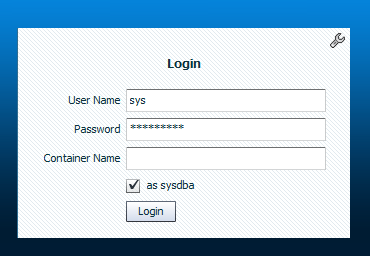 Login
User Name sys
Password *********
Container Name
as sysdba
Login